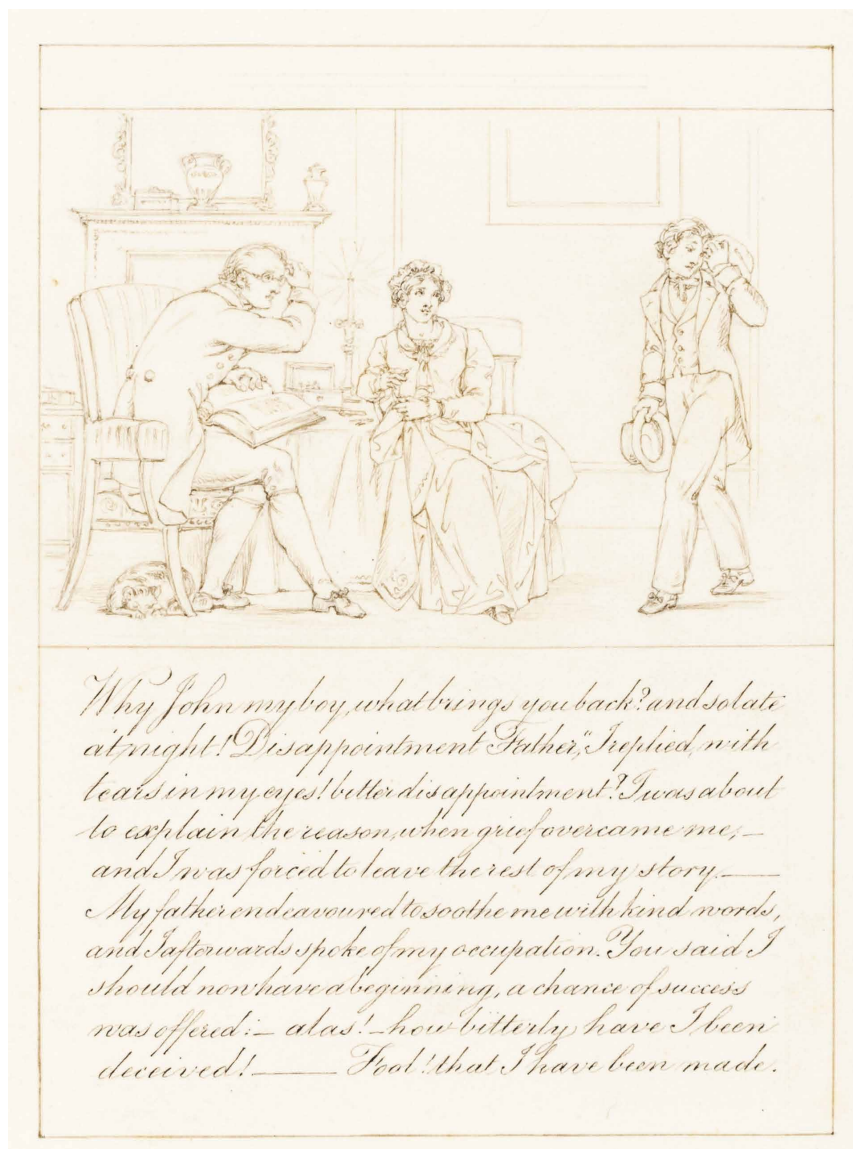 Why John my boy, what brings you back? and so late
at night! Disappointment Father," I replied, with
tears in my eyes! bitter disappointment? I was about
to explain the reason, when grief overcame me, —
and I was forced to leave the rest of my story. —
My father endeavoured to soothe me with kind words,
and I afterwards spoke of my occupation. You said I
should now have a beginning, a chance of success
was offered: — alas! — how bitterly have I been
deceived! — Fool! that I have been made.